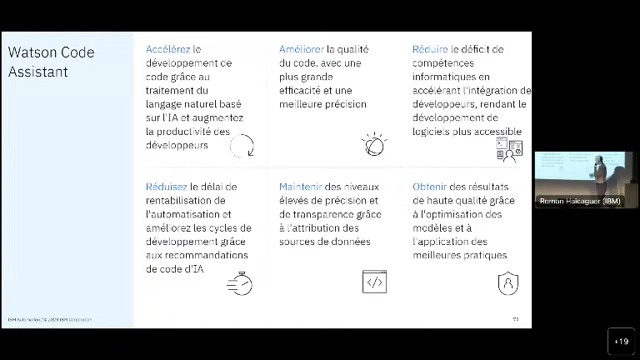 Watson Code
Assistant
Accélérez le
développement de
code grâce au
traitement du
langage naturel basé
sur l'IA et augmentez
la productivité des
développeurs
Améliorer la qualité
du code, avec une
plus grande
efficacité et une
meilleure précision
Réduire le déficit de
compétences
informatiques en
accélérant l'intégration de
développeurs, rendant le
développement de
logiciels plus accessible
Réduisez le délai de
rentabilisation de
l'automatisation et
améliorez les cycles de
développement grâce
aux recommandations
de code d'IA
Maintenir des niveaux
élevés de précision et
de transparence grâce
à l'attribution des
sources de données
Obtenir des résultats
de haute qualité grâce
à l'optimisation des
modèles et à
l'application des
meilleures pratiques
Roman Haicaguer (IBM)
+19